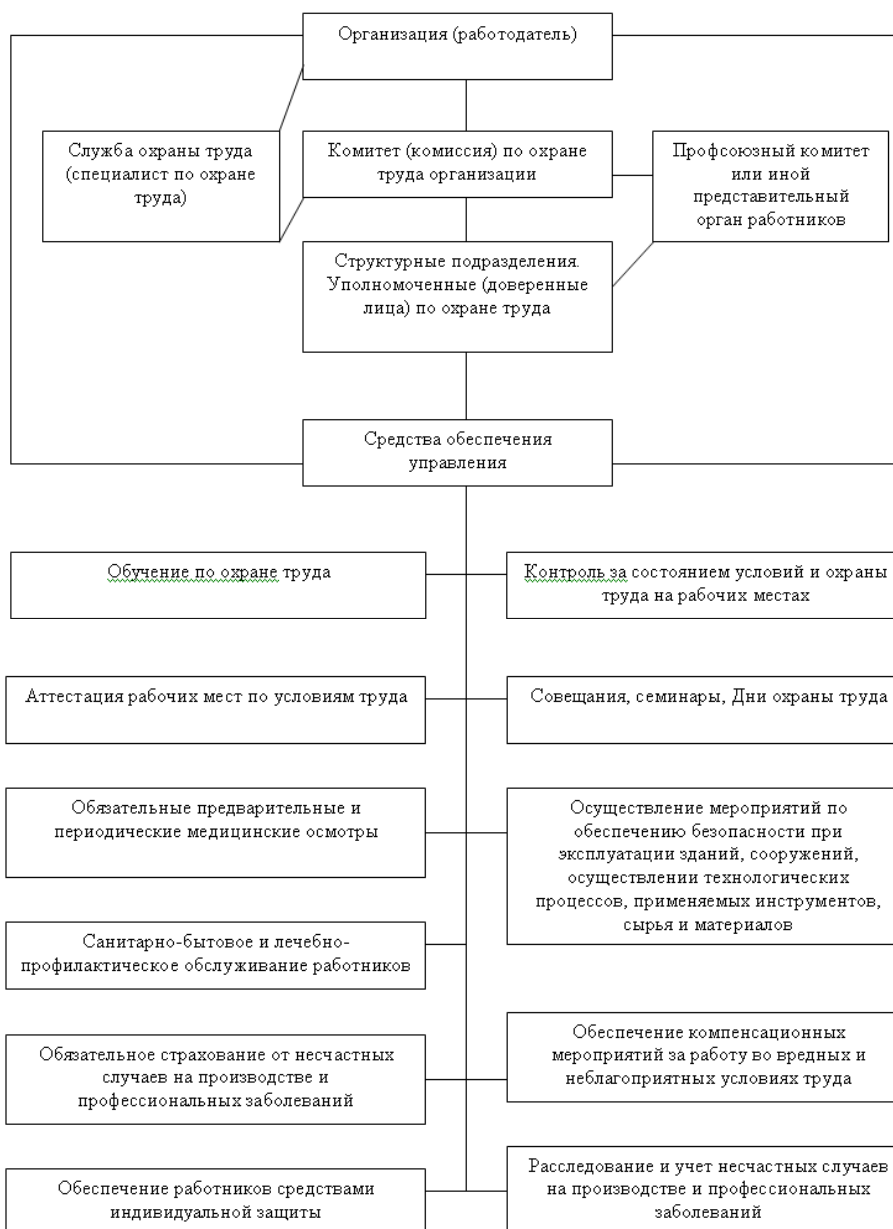 Организация (работодатель)
Служба охраны труда
(специалист по охране
труда)
Комитет (комиссия) по охране
труда организации
Профсоюзный комитет
или иной
представительный
орган работников
Структурные подразделения.
Уполномоченные (доверенные
лица) по охране труда
Средства обеспечения
управления
Обучение по охране труда
Контроль за состоянием условий и охраны
труда на рабочих местах
Аттестация рабочих мест по условиям труда
Совещания, семинары, Дни охраны труда
Обязательные предварительные и
периодические медицинские осмотры
Осуществление мероприятий по
обеспечению безопасности при
эксплуатации зданий, сооружений,
осуществлении технологических
процессов, применяемых инструментов,
сырья и материалов
Санитарно-бытовое и лечебно-
профилактическое обслуживание работников
Обязательное страхование от несчастных
случаев на производстве и
профессиональных заболеваний
Обеспечение компенсационных
мероприятий за работу во вредных и
неблагоприятных условиях труда
Обеспечение работников средствами
индивидуальной защиты
Расследование и учет несчастных случаев
на производстве и профессиональных
заболеваний